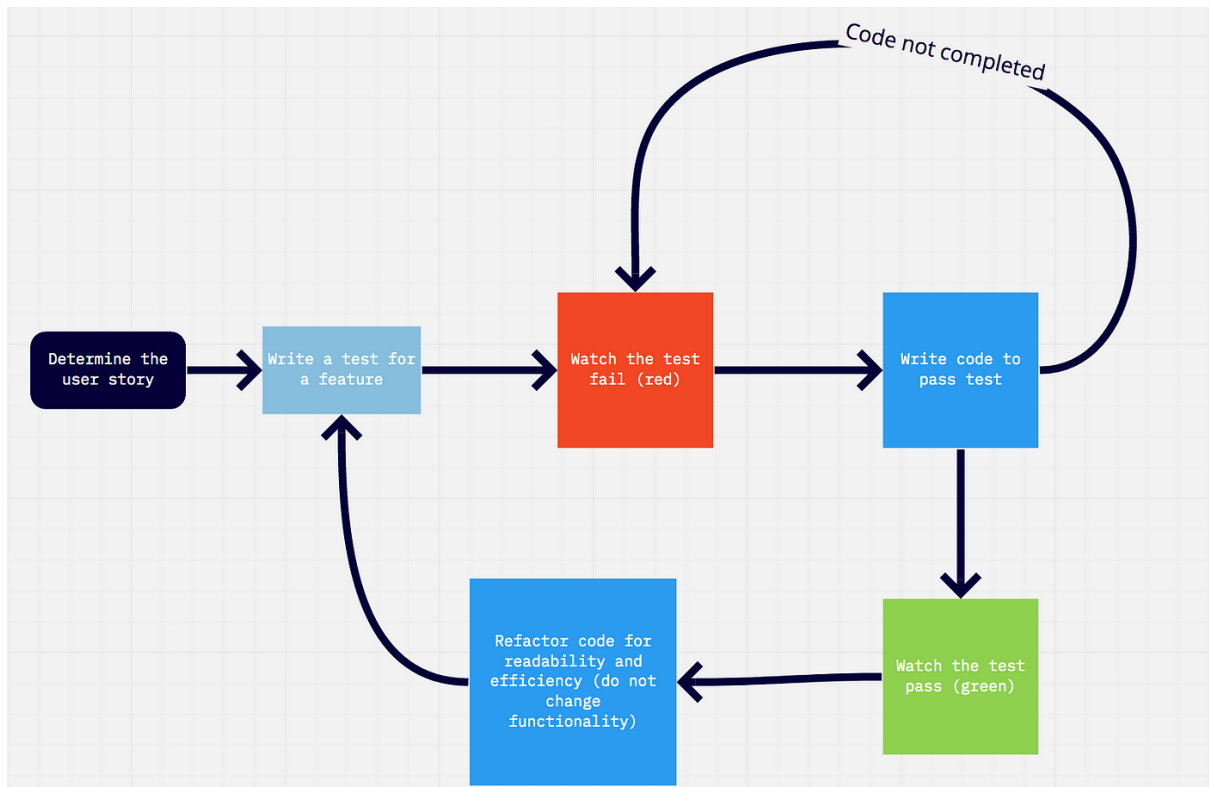 Code not completed
Determine the
user story
Write a test for
a feature
Watch the test
fail (red)
Write code to
pass test
Refactor code for
readability and
efficiency (do not
change
functionality)
Watch the test
pass (green)